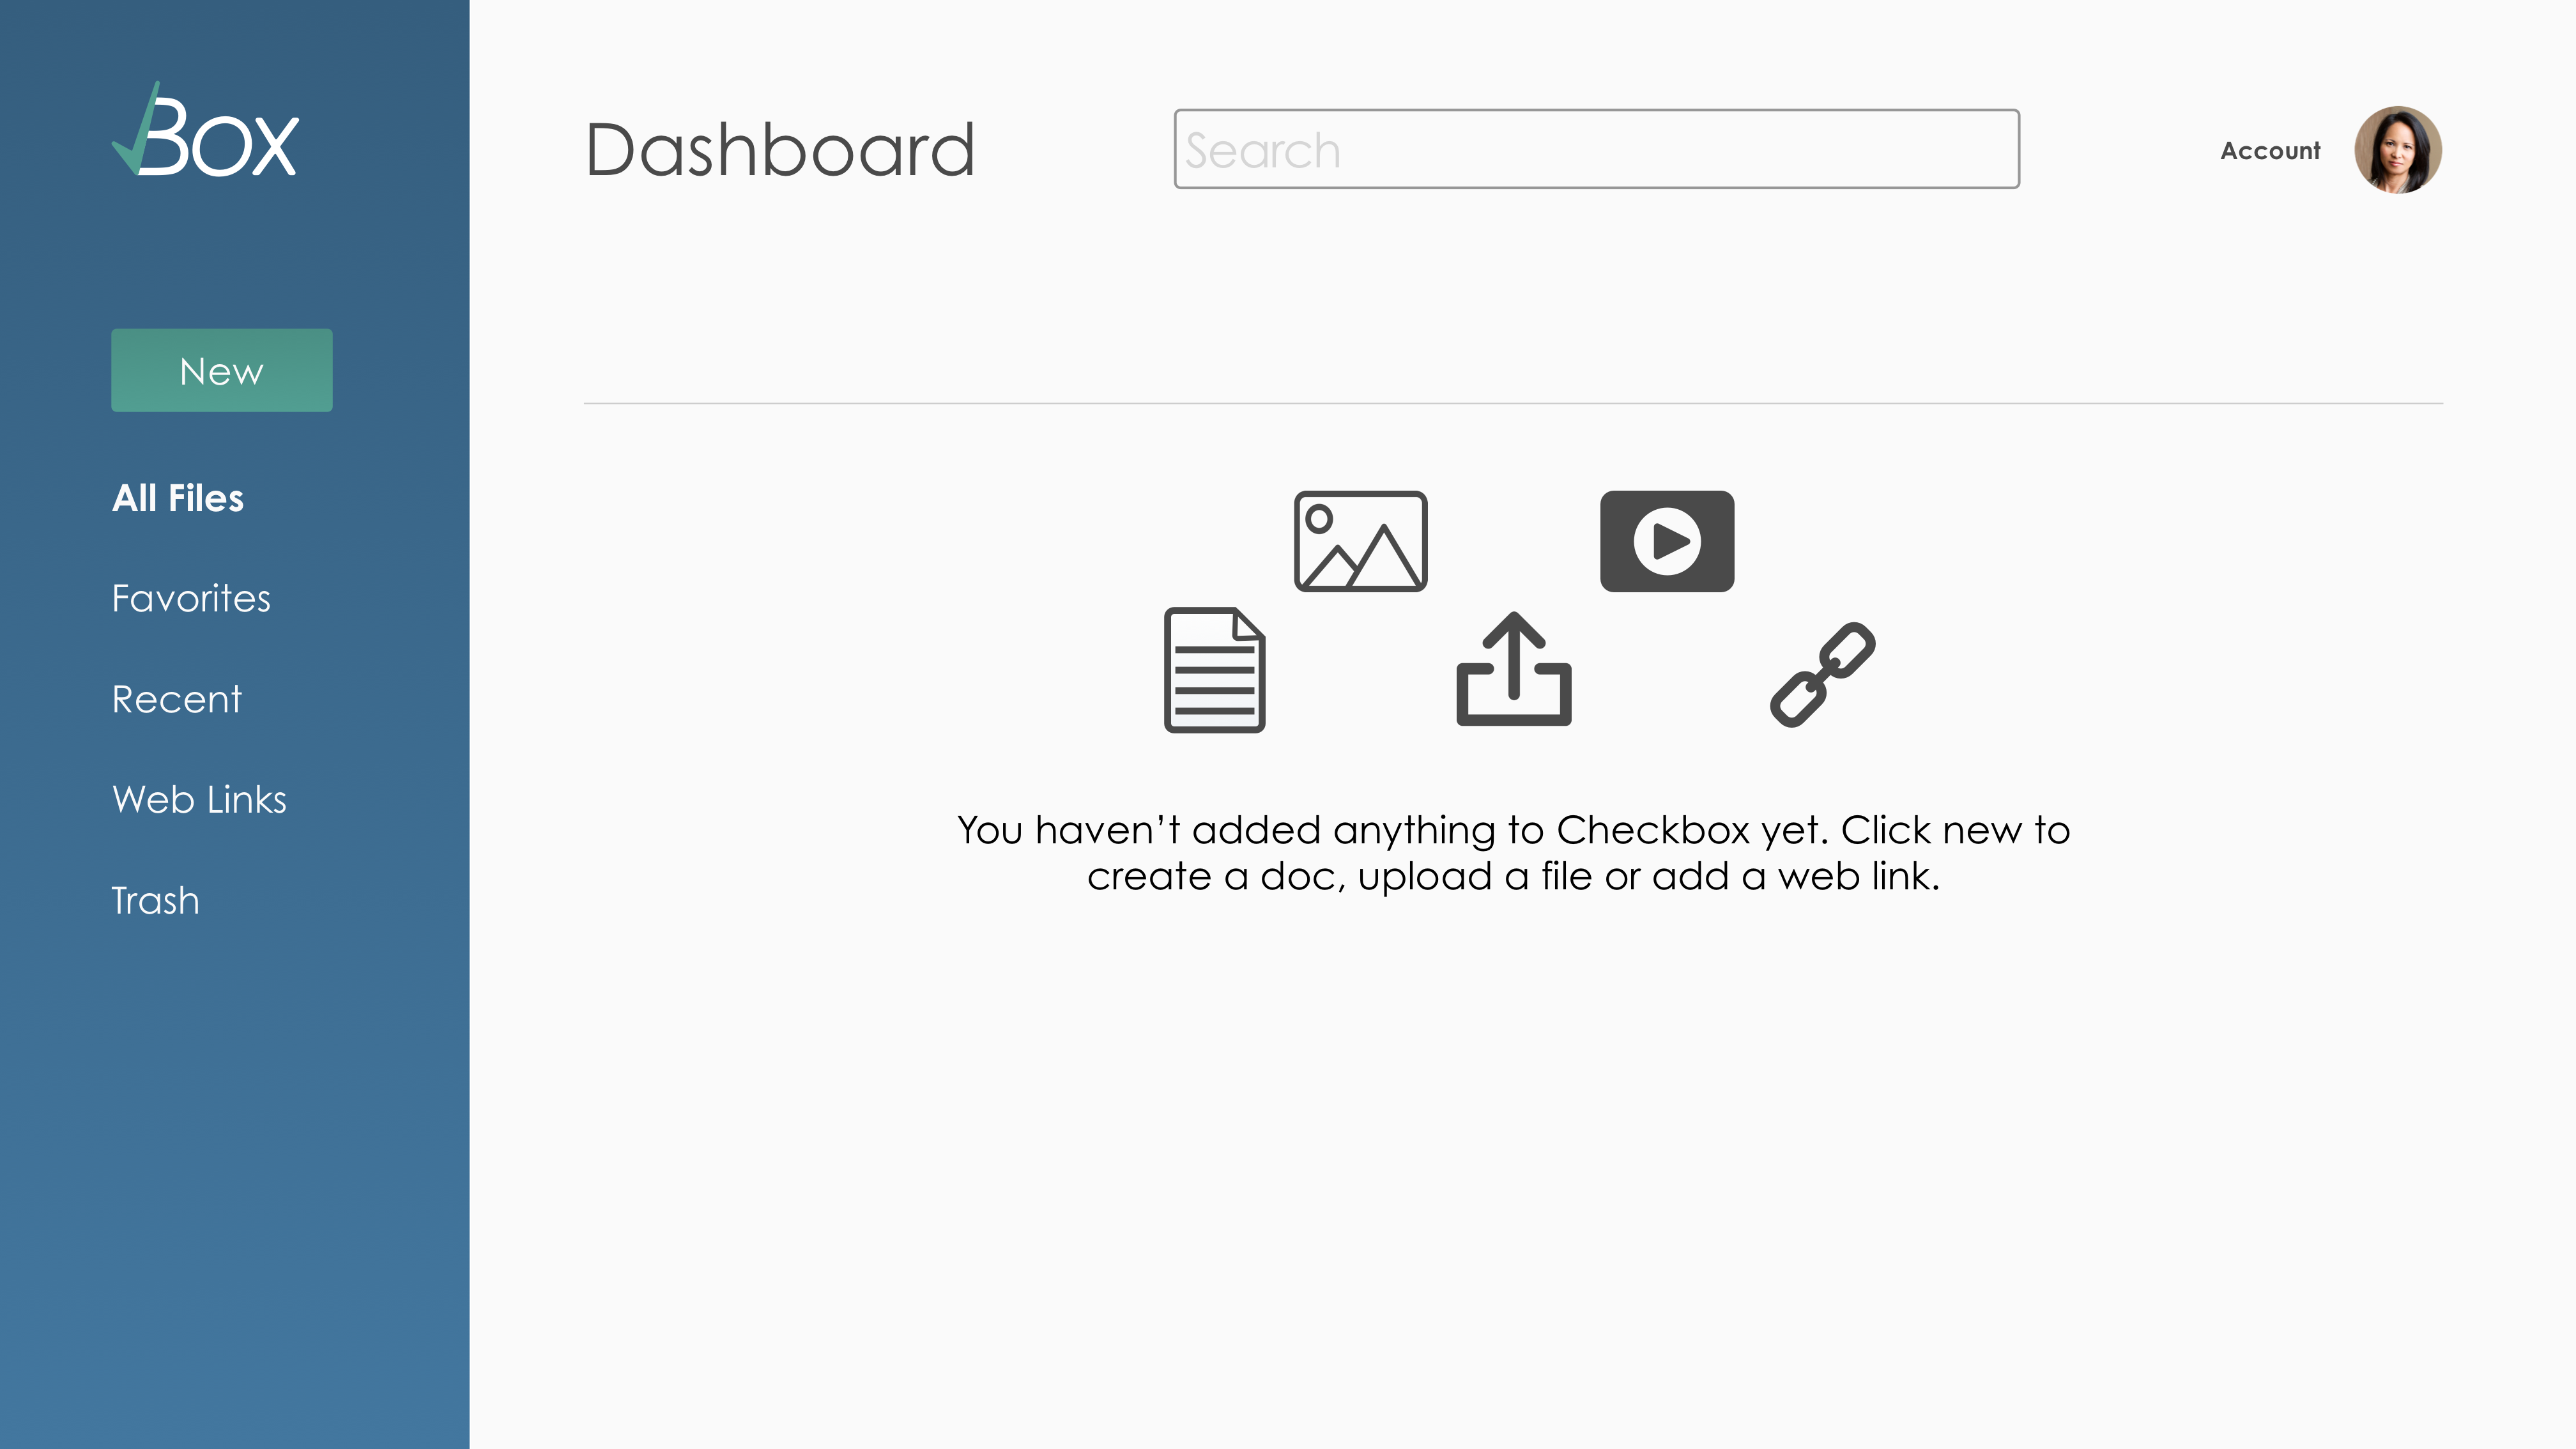 Box
New
All Files
Favorites
Recent
Web Links
Trash
Dashboard
Search
Account
You haven’t added anything to Checkbox yet. Click new to
create a doc, upload a file or add a web link.